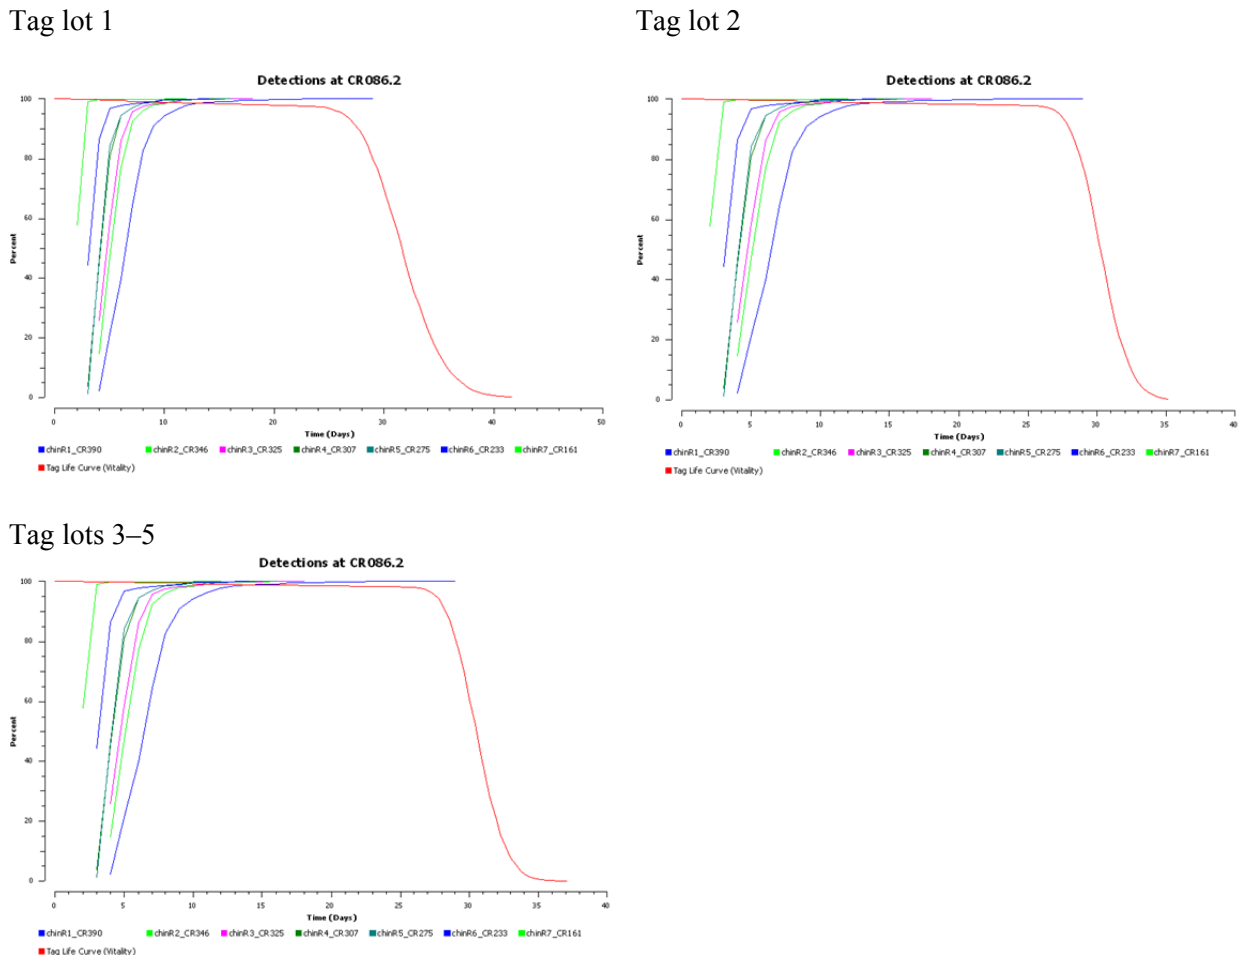 Tag lot 1
Tag lot 2
Detections at CR086.2
100
80
60
40
20
0
Percent
0 10 20 30 40 50
Time (Days)
chinR1_CR390 chinR2_CR346 chinR3_CR325 chinR4_CR307 chinR5_CR275 chinR6_CR233 chinR7_CR161
Tag Life Curve (Vitality)
Detections at CR086.2
100
80
60
40
20
0
Percent
0 5 10 15 20 25 30 35 40
Time (Days)
chinR1_CR390 chinR2_CR346 chinR3_CR325 chinR4_CR307 chinR5_CR275 chinR6_CR233 chinR7_CR161
Tag Life Curve (Vitality)
Tag lots 3–5
Detections at CR086.2
100
80
60
40
20
0
Percent
0 5 10 15 20 25 30 35 40
Time (Days)
chinR1_CR390 chinR2_CR346 chinR3_CR325 chinR4_CR307 chinR5_CR275 chinR6_CR233 chinR7_CR161
Tag Life Curve (Vitality)